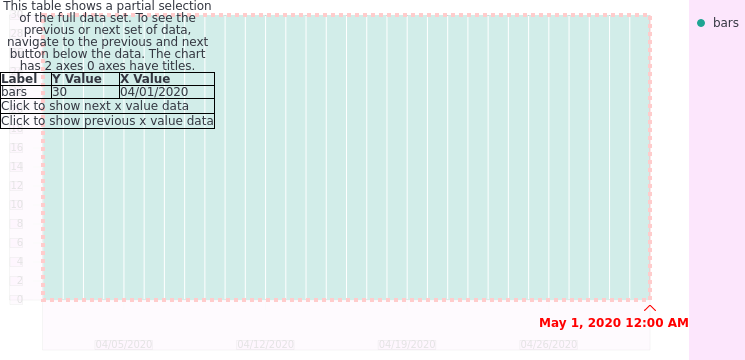 This table shows a partial selection
of the full data set. To see the
previous or next set of data,
navigate to the previous and next
button below the data. The chart
has 2 axes 0 axes have titles.
Label Y Value X Value
bars 30 04/01/2020
Click to show next x value data
Click to show previous x value data
bars
16
14
12
10
8
6
4
2
0
May 1, 2020 12:00 AM
04/05/2020 04/12/2020 04/19/2020 04/26/2020